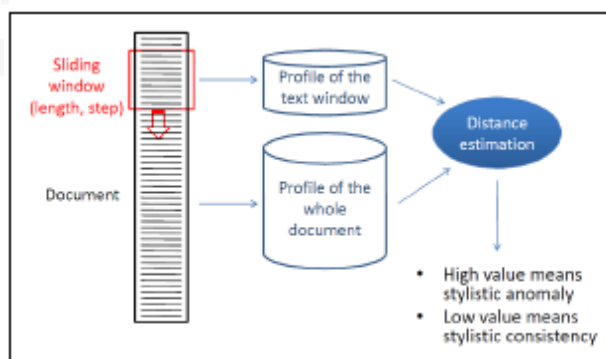 Sliding
window
(length, step)
Document
Profile of the
text window
Profile of the
whole
document
Distance
estimation
• High value means
stylistic anomaly
• Low value means
stylistic consistency